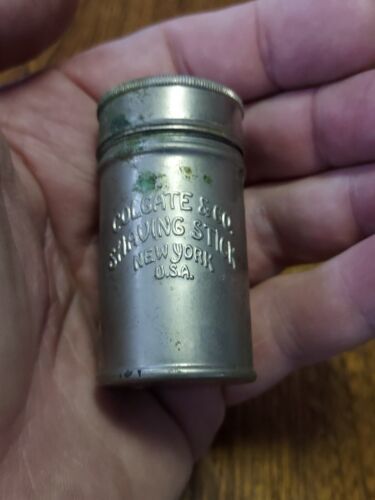 COLGATE & CO.
SHAVING STICK
NEW YORK
U.S.A.